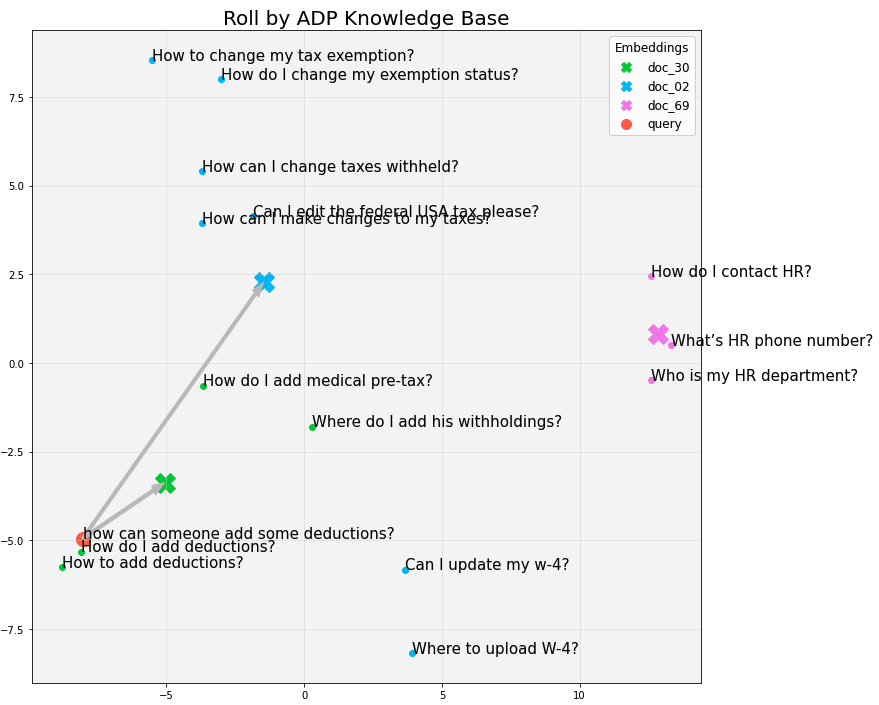 Roll by ADP Knowledge Base
Embeddings
doc_30
doc_02
doc_69
query
How to change my tax exemption?
How do I change my exemption status?
How can I change taxes withheld?
Can I edit the federal USA tax please?
How can I make changes to my taxes?
How do I contact HR?
What’s HR phone number?
Who is my HR department?
How do I add medical pre-tax?
Where do I add his withholdings?
how can someone add some deductions?
How do I add deductions?
How to add deductions?
Can I update my w-4?
Where to upload W-4?
7.5
5.0
2.5
0.0
−2.5
−5.0
−7.5
−5
0
5
10